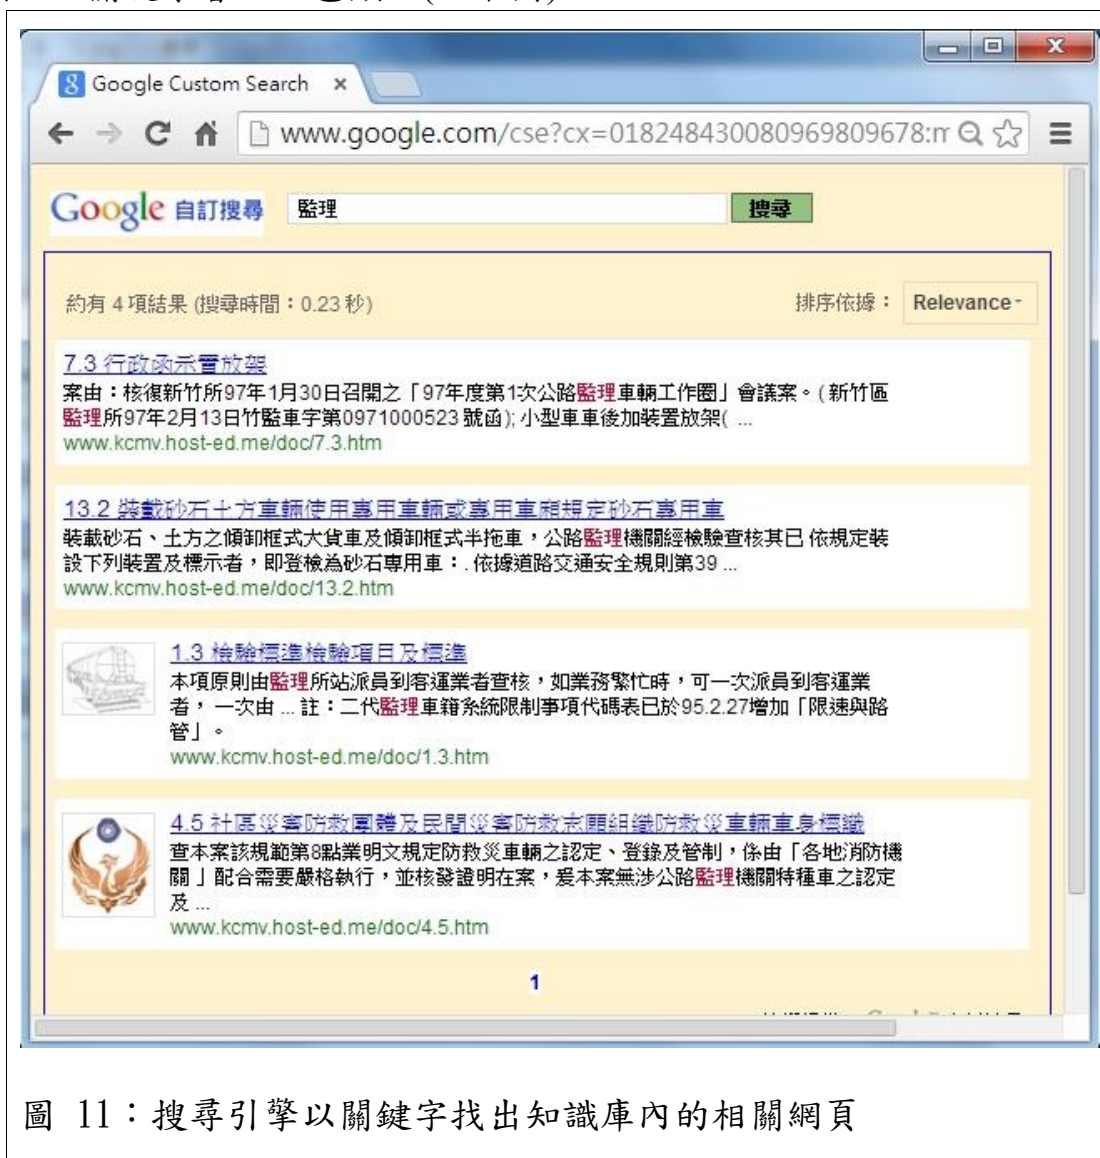 Google Custom Search
www.google.com/cse?cx=018248430080969809678:m
Google 自訂搜尋 監理 搜尋
約有 4 項結果 (搜尋時間：0.23 秒) 排序依據： Relevance
7.3 行政函示置放架
案由：核復新竹所97年1月30日召開之「97年度第1次公路監理車輛工作圈」會議案。( 新竹區
監理所97年2月13日竹監車字第0971000523 號函); 小型車車後加裝置放架( ...
www.kcmv.host-ed.me/doc/7.3.htm
13.2 裝載砂石土方車輛使用專用車輛或專用車廂規定砂石專用車
裝載砂石、土方之傾卸框式大貨車及傾卸框式半拖車，公路監理機關經檢驗查核其已 依規定裝
設下列裝置及標示者，即登檢為砂石專用車：. 依據道路交通安全規則第39 ...
www.kcmv.host-ed.me/doc/13.2.htm
1.3 檢驗標準檢驗項目及標準
本項原則由監理所站派員到客運業者查核，如業務繁忙時，可一次派員到客運業
者， 一次由 ... 註：二代監理車籍系統限制事項代碼表已於95.2.27增加「限速與路
管」。
www.kcmv.host-ed.me/doc/1.3.htm
4.5 社區災害防救團體及民間災害防救志願組織防救災車輛車身標識
查本案該規範第8點業明文規定防救災車輛之認定、登錄及管制，係由「各地消防機
關 」配合需要嚴格執行，並核發證明在案，爰本案無涉公路監理機關特種車之認定
及 ...
www.kcmv.host-ed.me/doc/4.5.htm
1
圖 11：搜尋引擎以關鍵字找出知識庫內的相關網頁